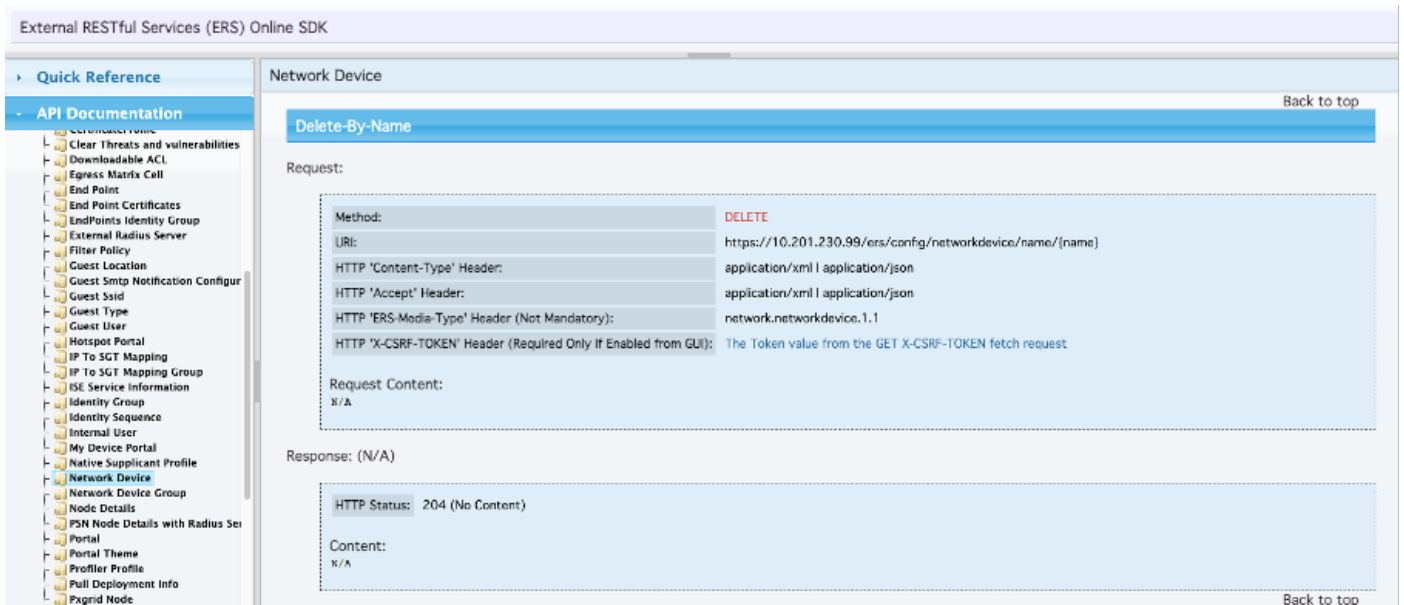 External RESTful Services (ERS) Online SDK
Quick Reference
API Documentation
Clear Threats and vulnerabilities
Downloadable ACL
Egress Matrix Cell
End Point
End Point Certificates
EndPoints Identity Group
External Radius Server
Filter Policy
Guest Location
Guest Smtp Notification Configur
Guest Ssid
Guest Type
Guest User
Hotspot Portal
IP To SGT Mapping
IP To SGT Mapping Group
ISE Service Information
Identity Group
Identity Sequence
Internal User
My Device Portal
Native Supplicant Profile
Network Device
Network Device Group
Node Details
PSN Node Details with Radius Ser
Portal
Portal Theme
Profiler Profile
Pull Deployment Info
Pxgrid Node
Network Device
Back to top
Delete-By-Name
Request:
Method: DELETE
URI: https://10.201.230.99/ers/config/networkdevice/name/{name}
HTTP 'Content-Type' Header: application/xml | application/json
HTTP 'Accept' Header: application/xml | application/json
HTTP 'ERS-Media-Type' Header (Not Mandatory): network.networkdevice.1.1
HTTP 'X-CSRF-TOKEN' Header (Required Only if Enabled from GUI): The Token value from the GET X-CSRF-TOKEN fetch request
Request Content:
N/A
Response: (N/A)
HTTP Status: 204 (No Content)
Content:
N/A
Back to top